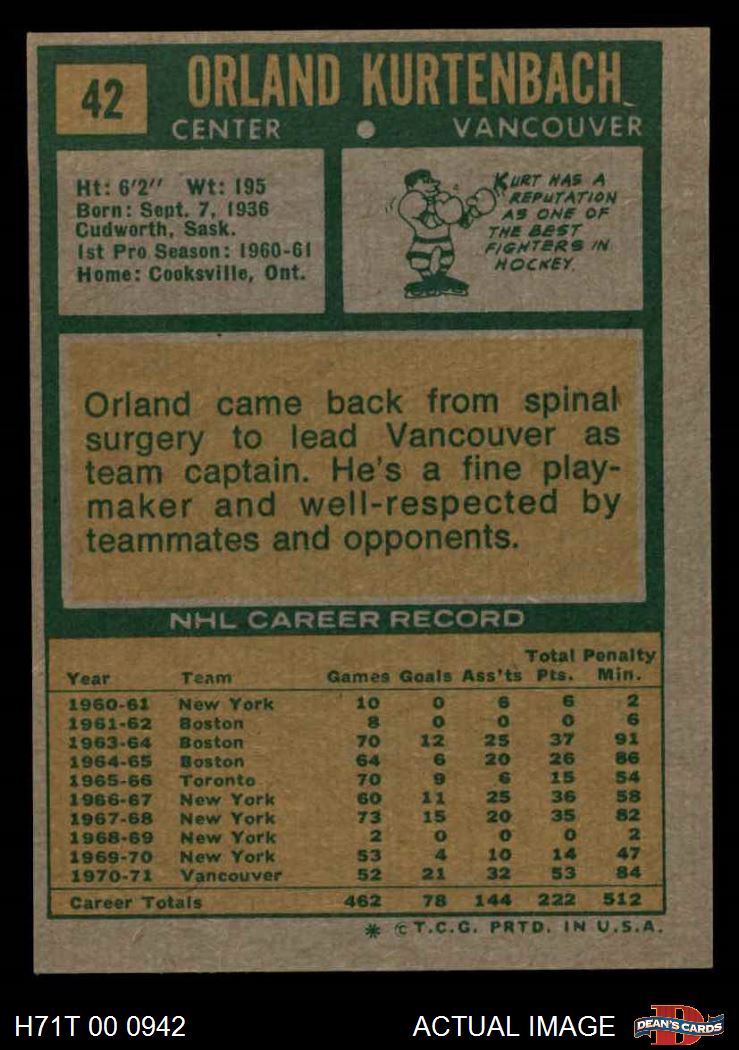 42
ORLAND KURTENBACH
CENTER • VANCOUVER
Ht: 6'2" Wt: 195
Born: Sept. 7, 1936
Cudworth, Sask.
1st Pro Season: 1960-61
Home: Cooksville, Ont.
KURT HAS A
REPUTATION
AS ONE OF
THE BEST
FIGHTERS IN
HOCKEY.
Orland came back from spinal
surgery to lead Vancouver as
team captain. He's a fine play-
maker and well-respected by
teammates and opponents.
NHL CAREER RECORD
Total Penalty
Year Team Games Goals Ass'ts Pts. Min.
1960-61 New York 10 0 6 6 2
1961-62 Boston 8 0 0 0 6
1963-64 Boston 70 12 25 37 91
1964-65 Boston 64 6 20 26 86
1965-66 Toronto 70 9 6 15 54
1966-67 New York 60 11 25 36 58
1967-68 New York 73 15 20 35 82
1968-69 New York 2 0 0 0 2
1969-70 New York 53 4 10 14 47
1970-71 Vancouver 52 21 32 53 84
Career Totals 462 78 144 222 512
* © T.C.G. PRTD. IN U.S.A.
H71T 00 0942 ACTUAL IMAGE
DEAN'S CARDS